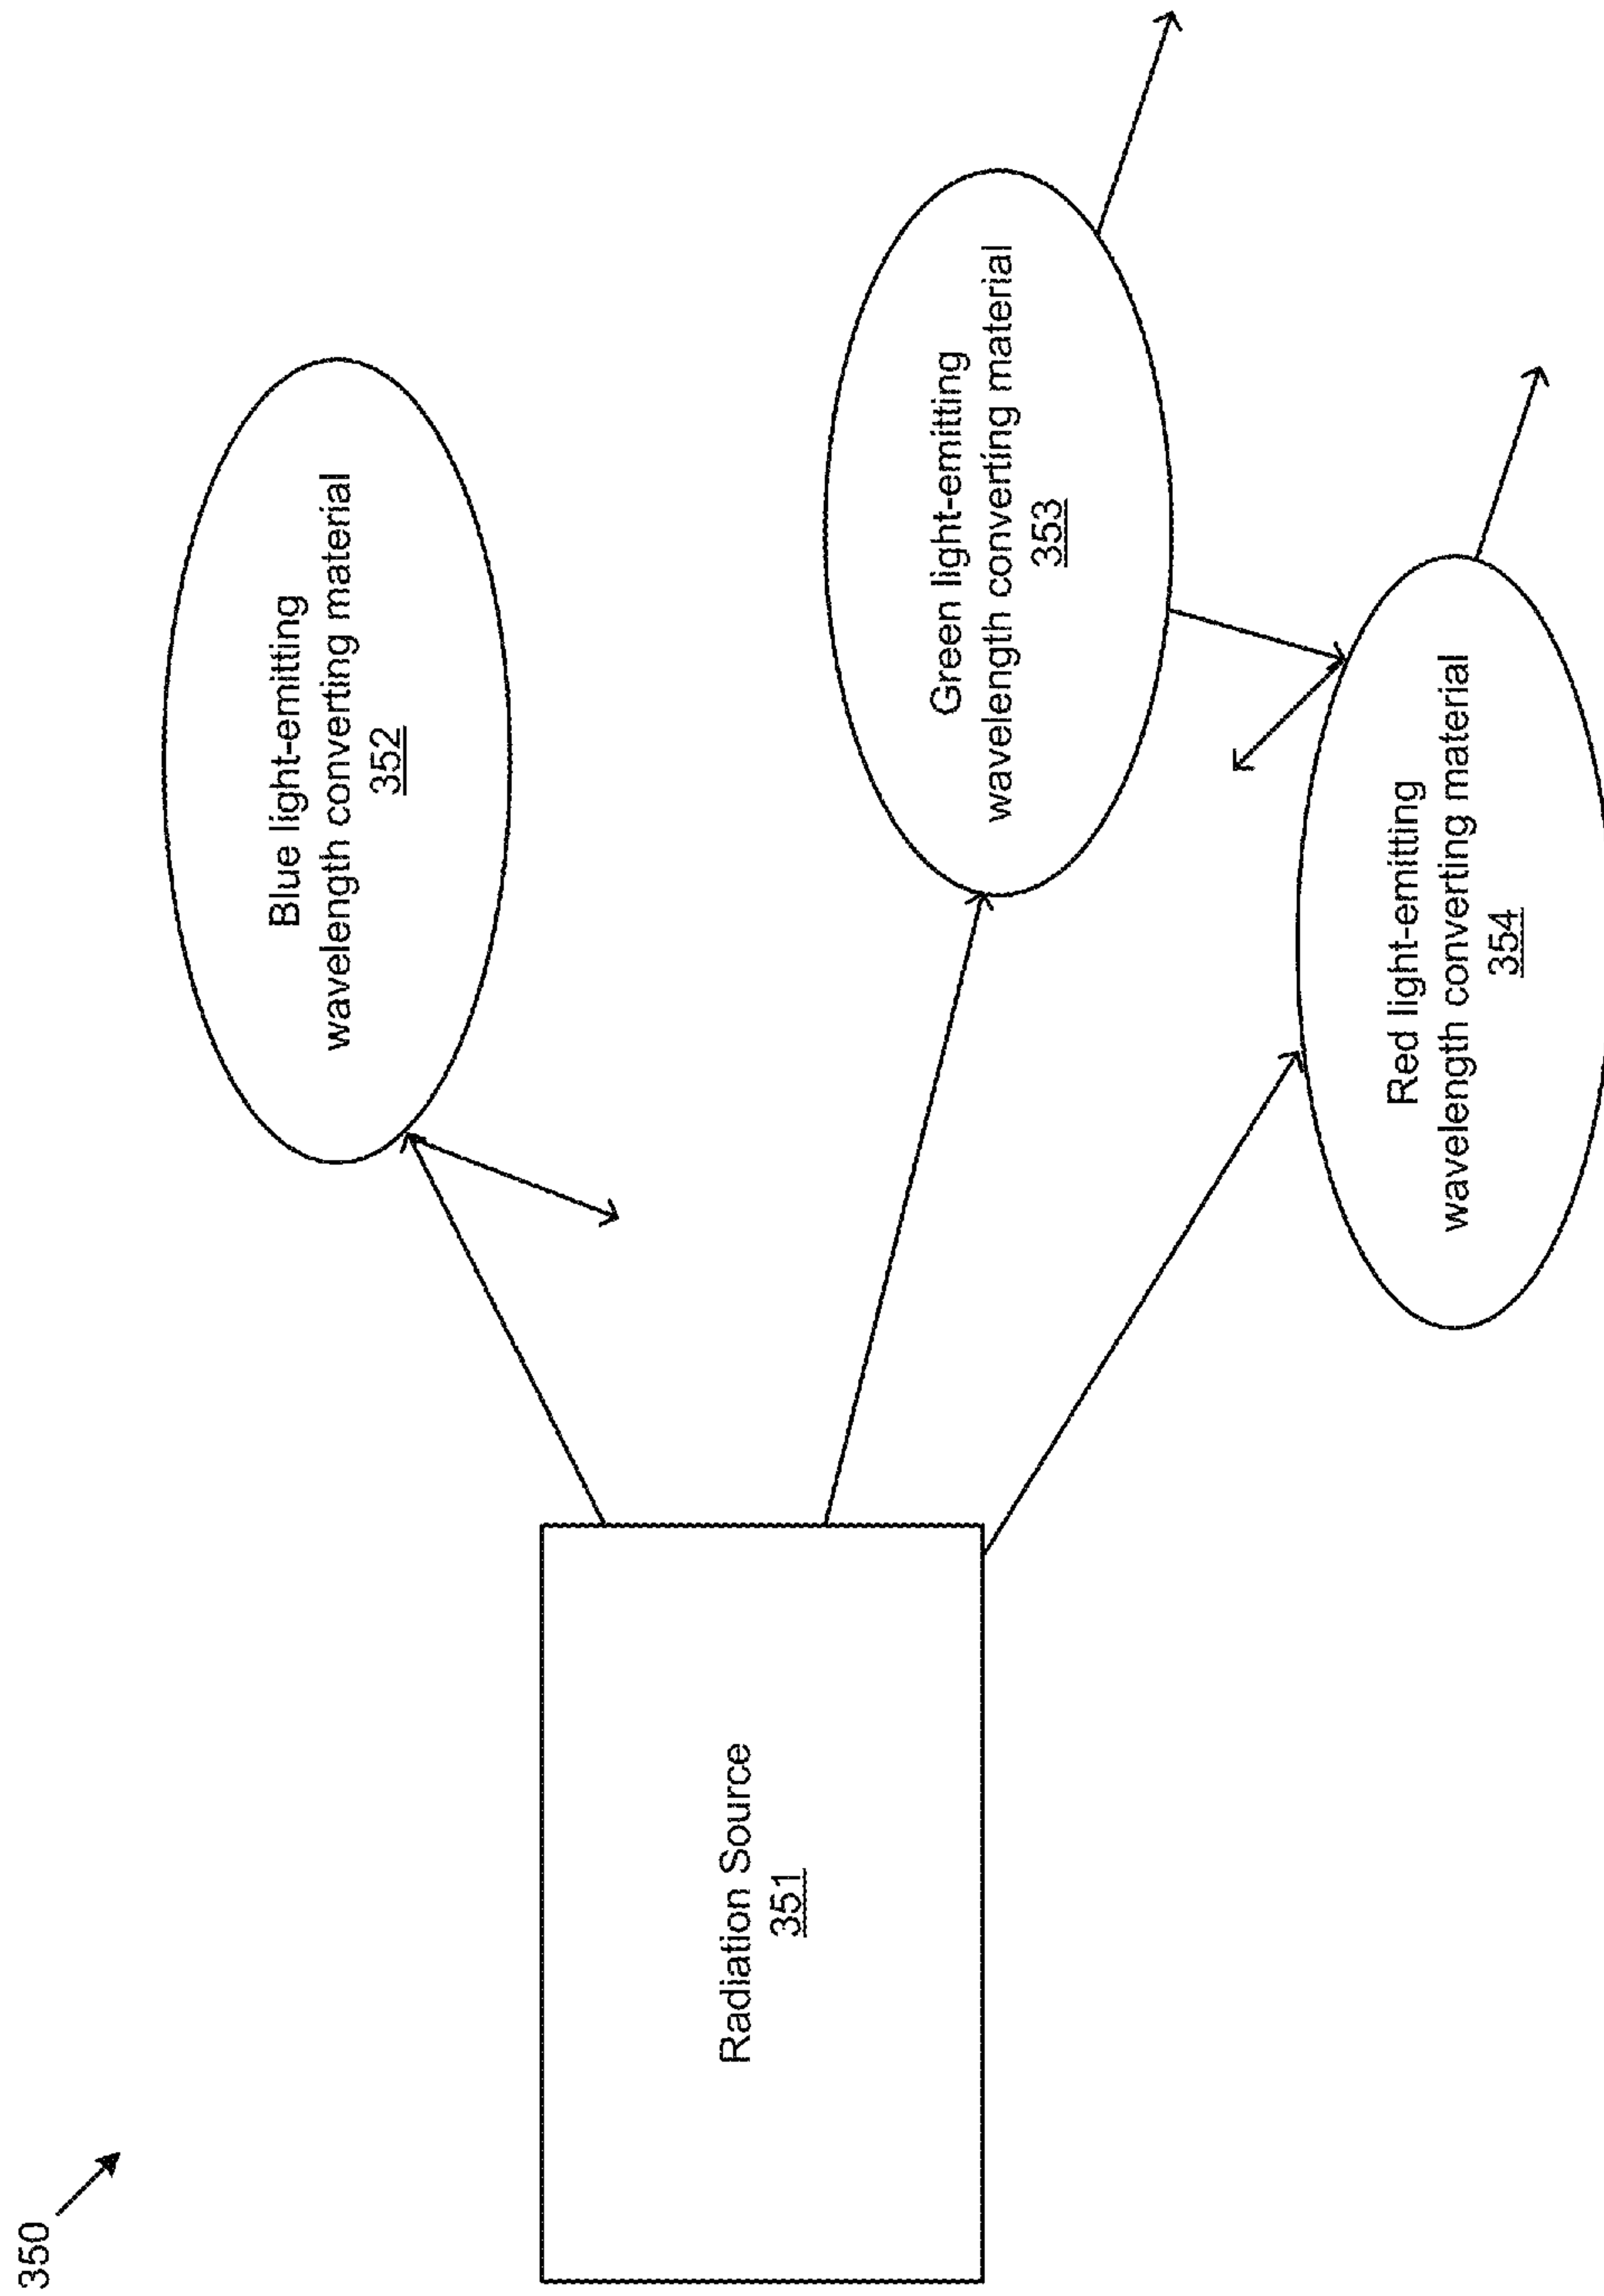 350
Radiation Source
351
Blue light-emitting
wavelength converting material
352
Green light-emitting
wavelength converting material
353
Red light-emitting
wavelength converting material
354